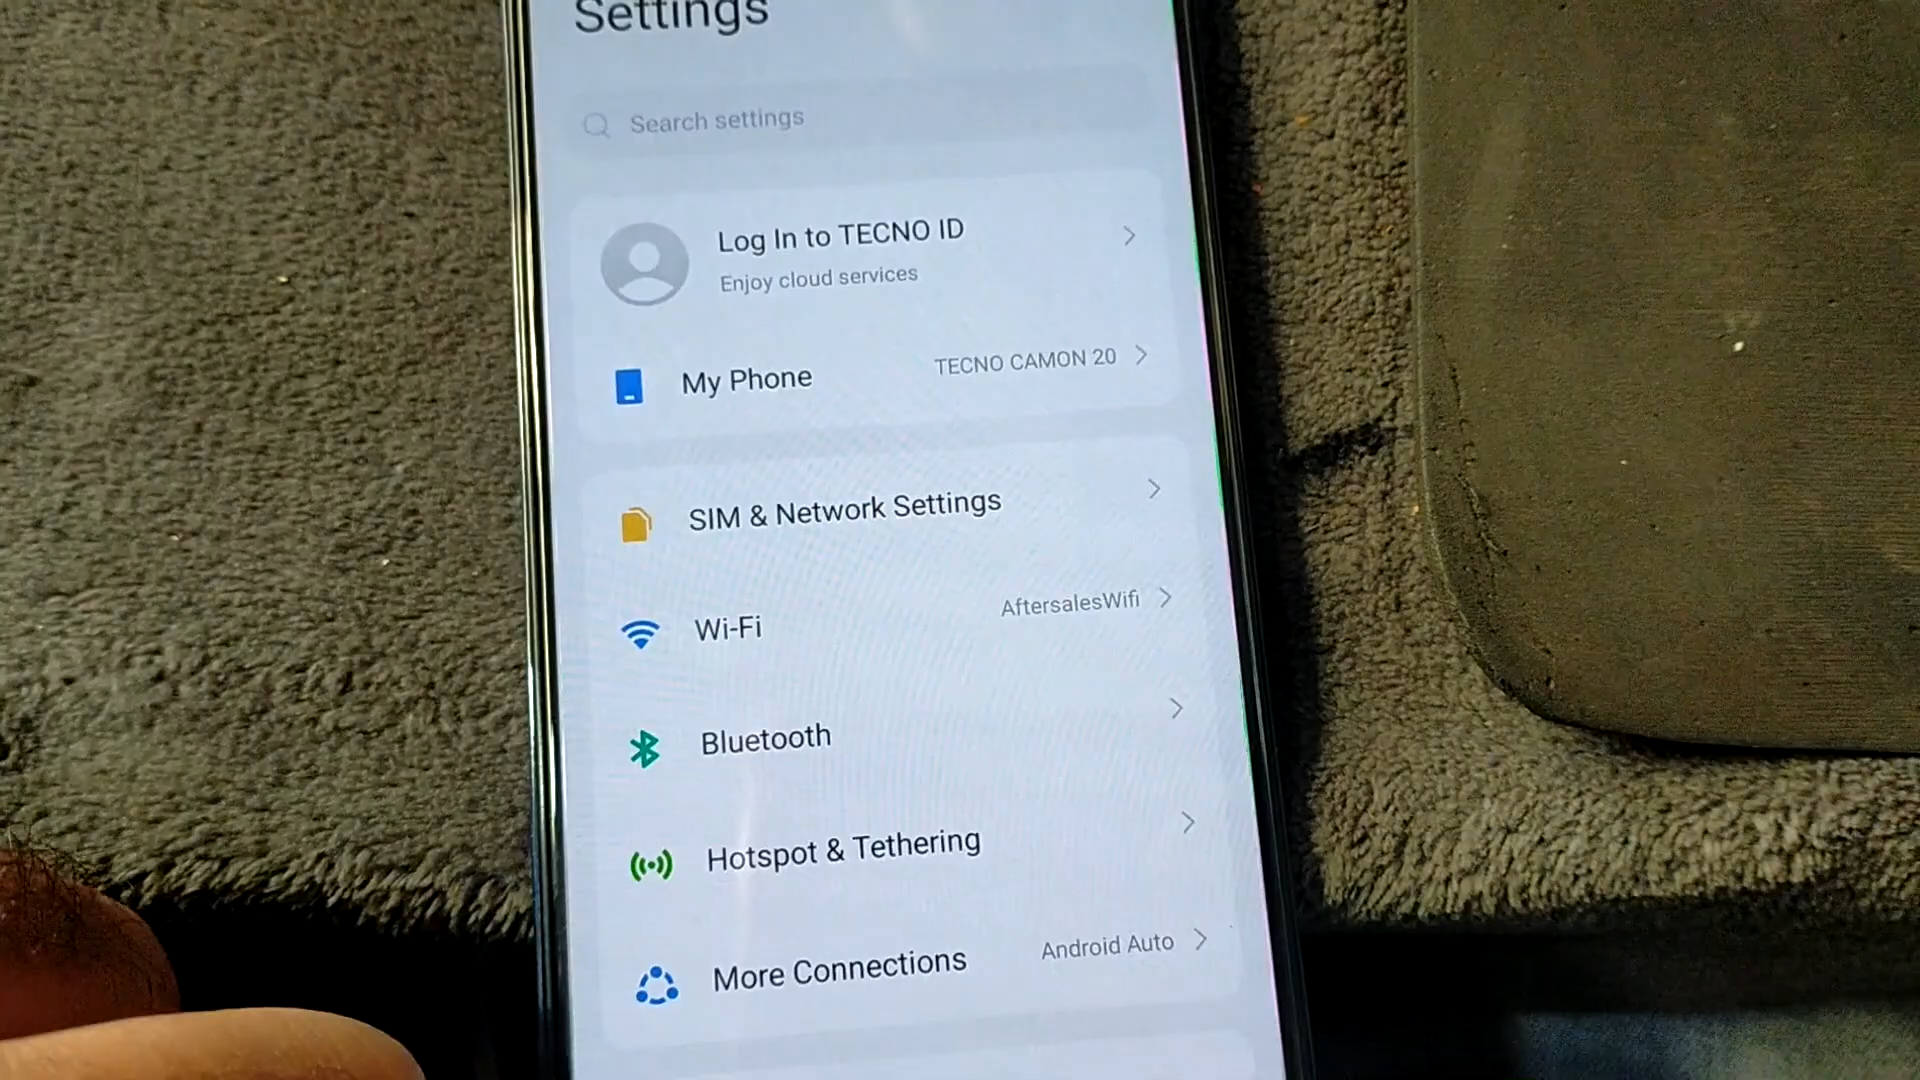 Settings
Search settings
Log In to TECNO ID
Enjoy cloud services
My Phone TECNO CAMON 20
SIM & Network Settings
Wi-Fi AftersalesWifi
Bluetooth
Hotspot & Tethering
More Connections Android Auto